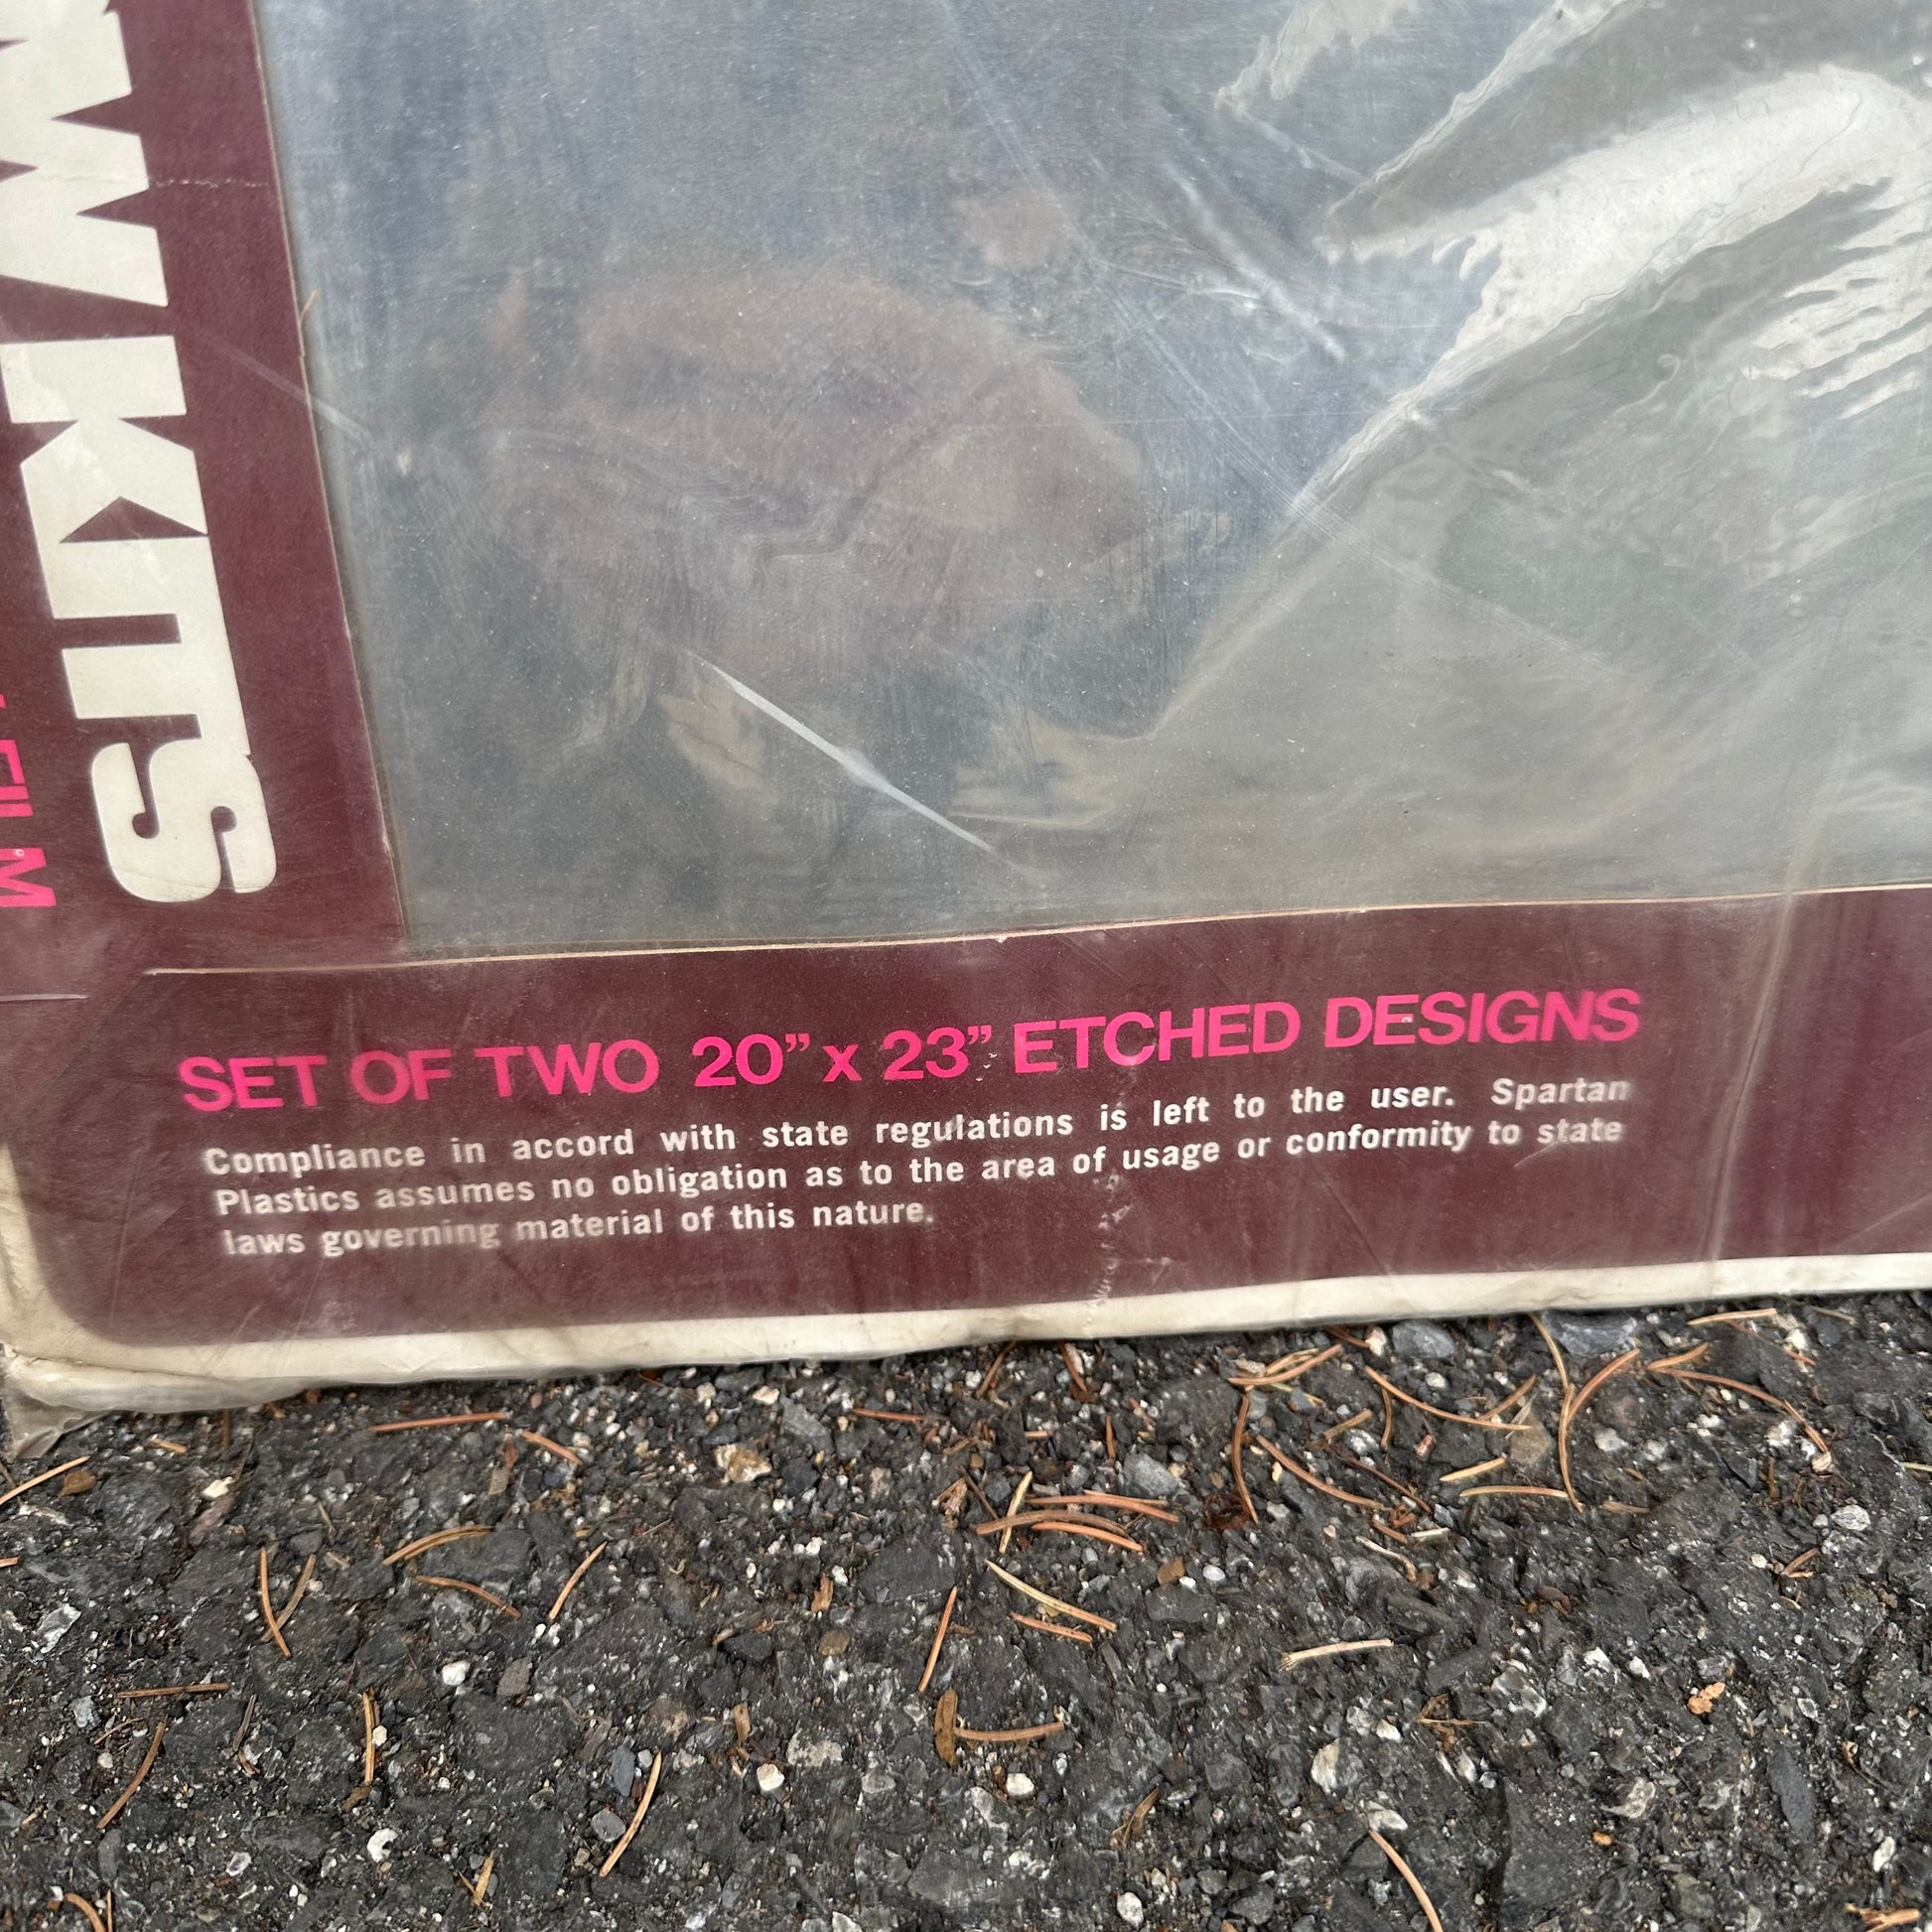 KITS
FILM
SET OF TWO 20” x 23” ETCHED DESIGNS
Compliance in accord with state regulations is left to the user. Spartan
Plastics assumes no obligation as to the area of usage or conformity to state
laws governing material of this nature.